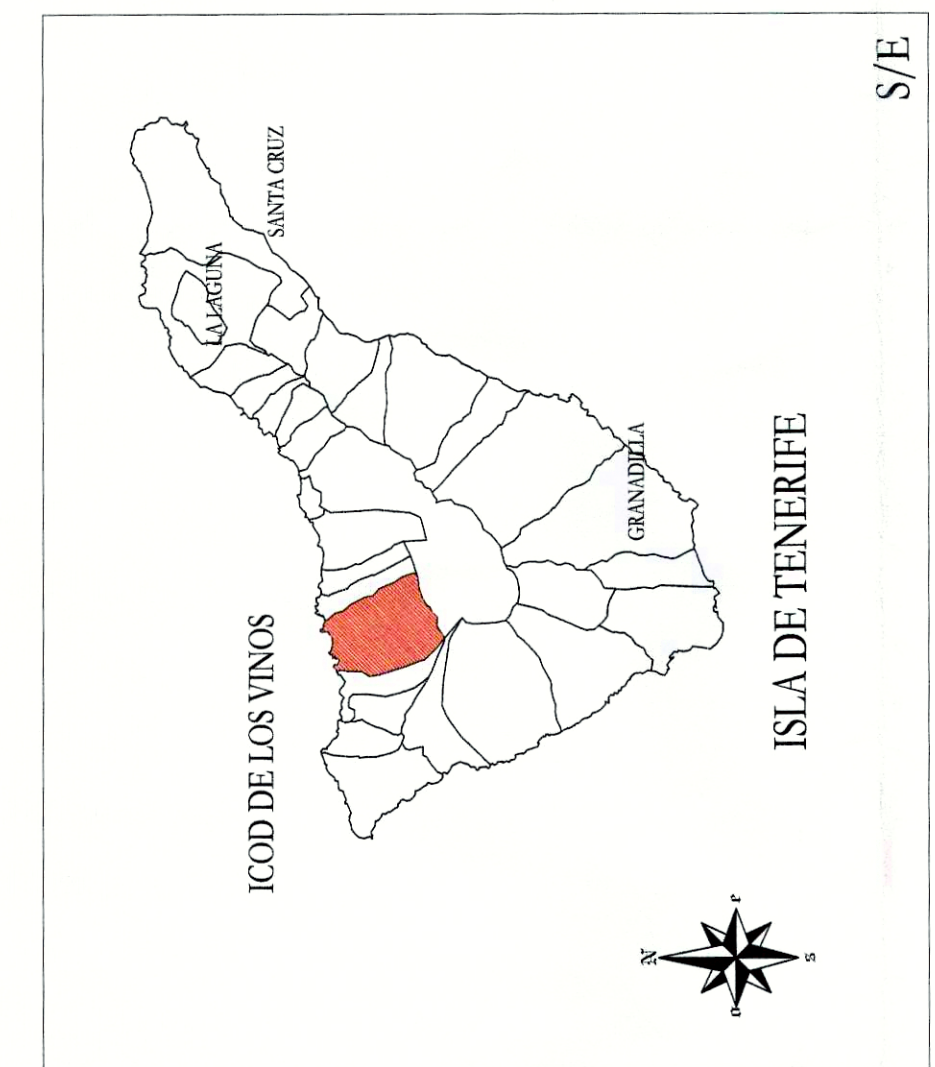 LA LAGUNA
ICOD DE LOS VINOS
SANTA CRUZ
GRANADILLA
N
o e
s
ISLA DE TENERIFE
S/E